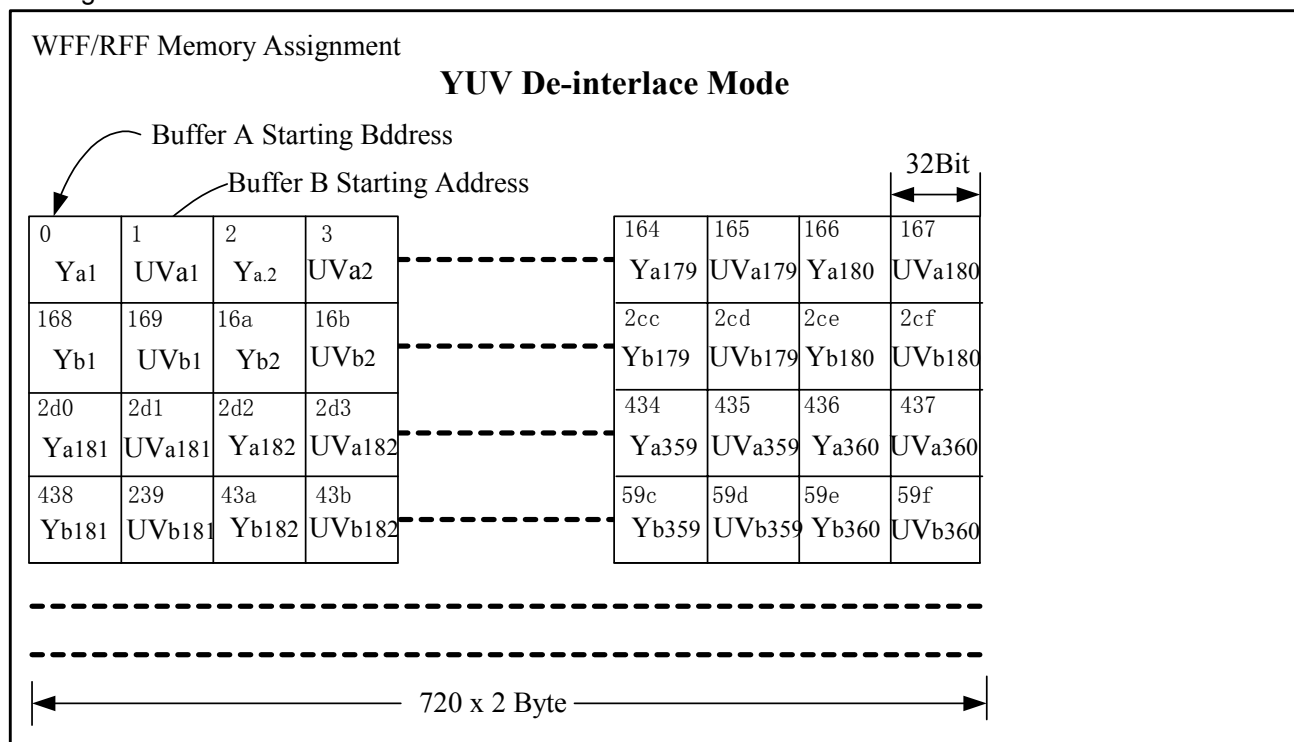 WFF/RFF Memory Assignment
YUV De-interlace Mode
Buffer A Starting Bddress
Buffer B Starting Address
32Bit
0 1 2 3 164 165 166 167
Ya1 UVa1 Ya.2 UVa2 Ya179 UVa179 Ya180 UVa180
168 169 16a 16b 2cc 2cd 2ce 2cf
Yb1 UVb1 Yb2 UVb2 Yb179 UVb179 Yb180 UVb180
2d0 2d1 2d2 2d3 434 435 436 437
Ya181 UVa181 Ya182 UVa182 Ya359 UVa359 Ya360 UVa360
438 239 43a 43b 59c 59d 59e 59f
Yb181 UVb181 Yb182 UVb182 Yb359 UVb359 Yb360 UVb360
720 x 2 Byte